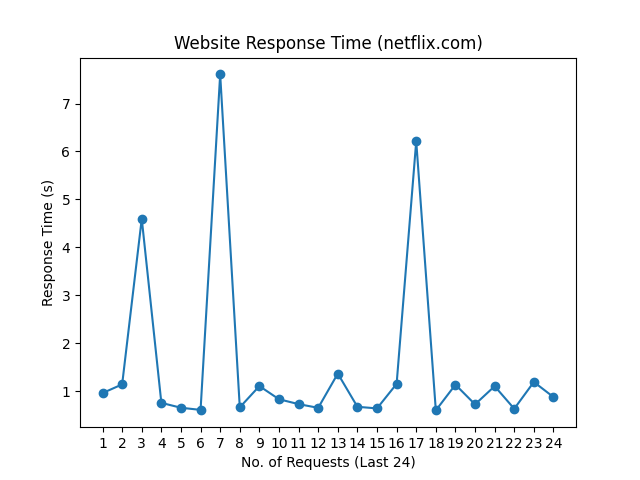 Website Response Time (netflix.com)
Response Time (s)
7
6
5
4
3
2
1
1 2 3 4 5 6 7 8 9 10 11 12 13 14 15 16 17 18 19 20 21 22 23 24
No. of Requests (Last 24)